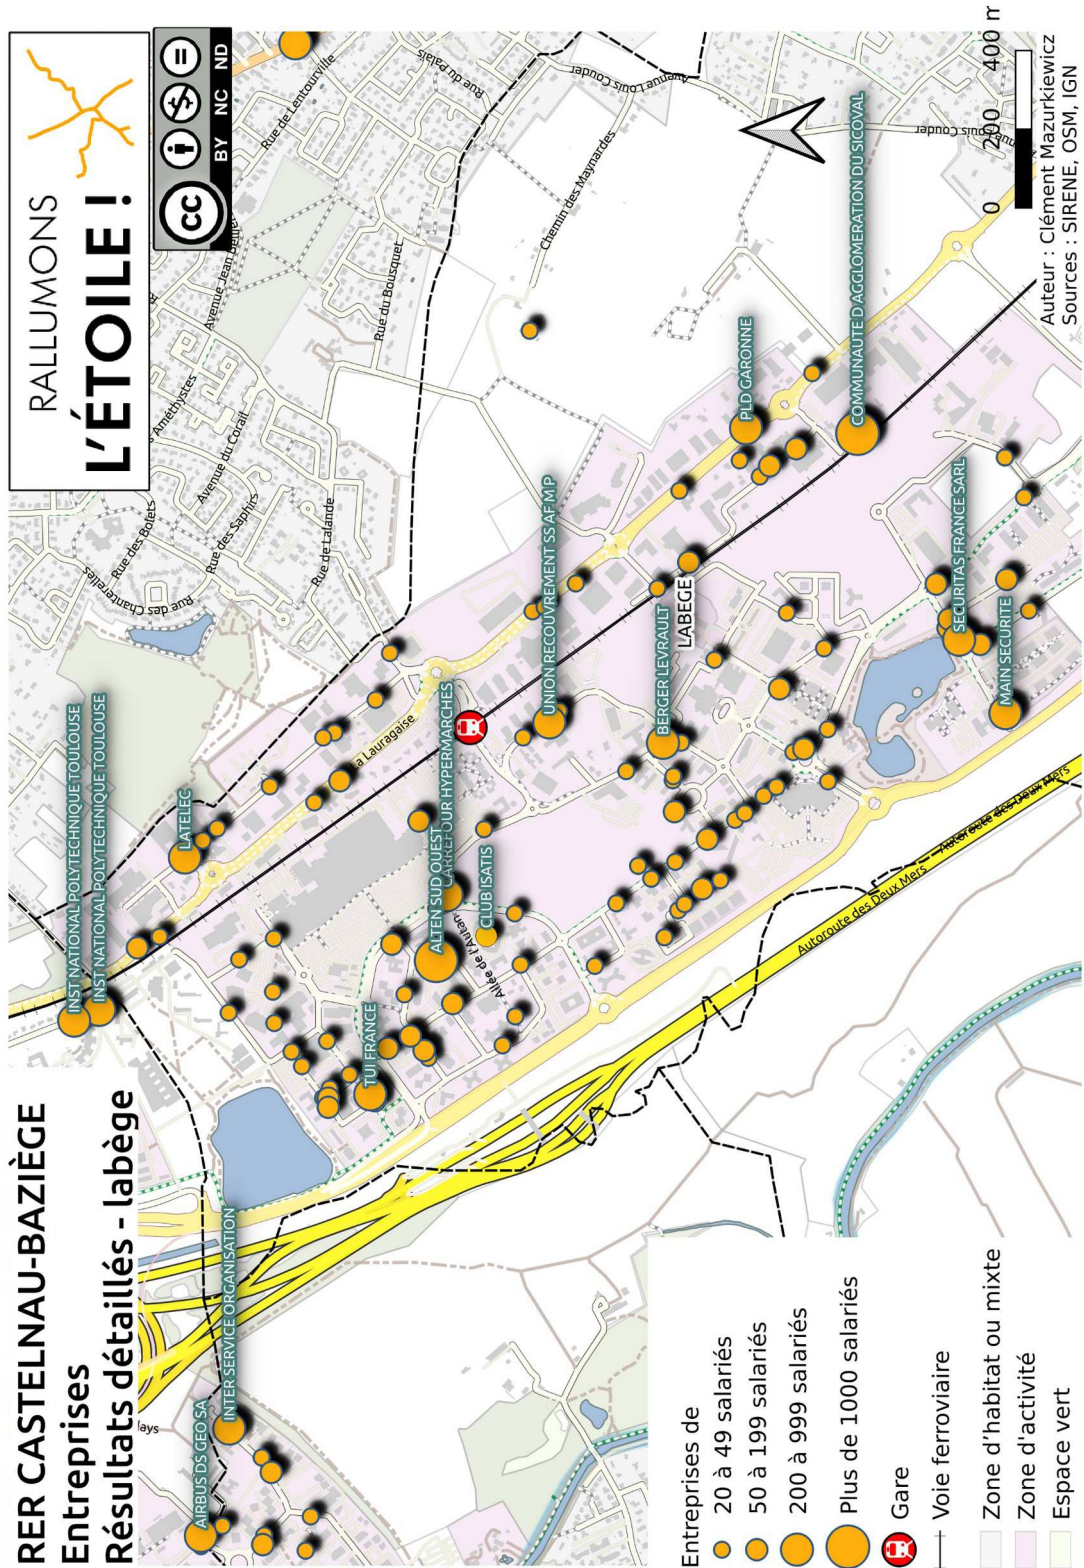 RER CASTELNAU-BAZIÈGE
Entreprises
Résultats détaillés - labège
RALLUMONS
L'ÉTOILE !
CC
BY NC ND
INST NATIONAL POLYTECHNIQUE TOULOUSE
INST NATIONAL POLYTECHNIQUE TOULOUSE
LATELEC
AIRBUS DS GEO SA
INTER SERVICE ORGANISATION
TUI FRANCE
ALTEN SUD OUEST
CARREFOUR HYPERMARCHES
CLUB ISATIS
UNION RECOUVREMENT SS AF M P
BERGER LEVRAULT
LABEGE
PLD GARONNE
COMMUNAUTE D AGGLOMERATION DU SICOVAL
SECURITAS FRANCE SARL
MAIN SECURITE
Rue de Lentourville
Rue du Palais
Avenue Jean
Améthystes
Avenue du Corail
Rue des Bolets
Rue des Saphirs
Rue des Chanterelles
Rue de Lalande
Rue du Bousquet
Chemin des Maynardes
Avenue Louis Couder
Louis Couder
La Lauragaise
Allée de l'Autan
Autoroute des Deux Mers
Autoroute des Deux Mers
ays
Entreprises de
20 à 49 salariés
50 à 199 salariés
200 à 999 salariés
Plus de 1000 salariés
Gare
Voie ferroviaire
Zone d'habitat ou mixte
Zone d'activité
Espace vert
0 200 400 m
Auteur : Clément Mazurkiewicz
Sources : SIRENE, OSM, IGN